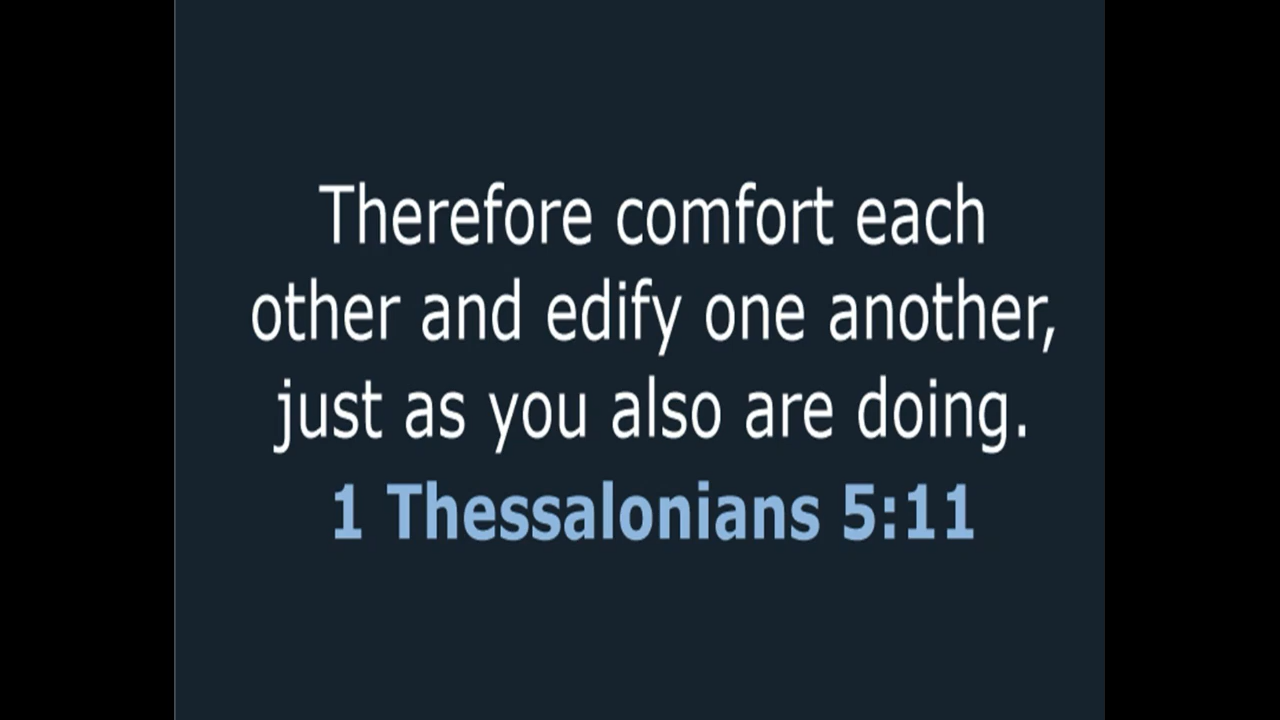 Therefore comfort each
other and edify one another,
just as you also are doing.
1 Thessalonians 5:11